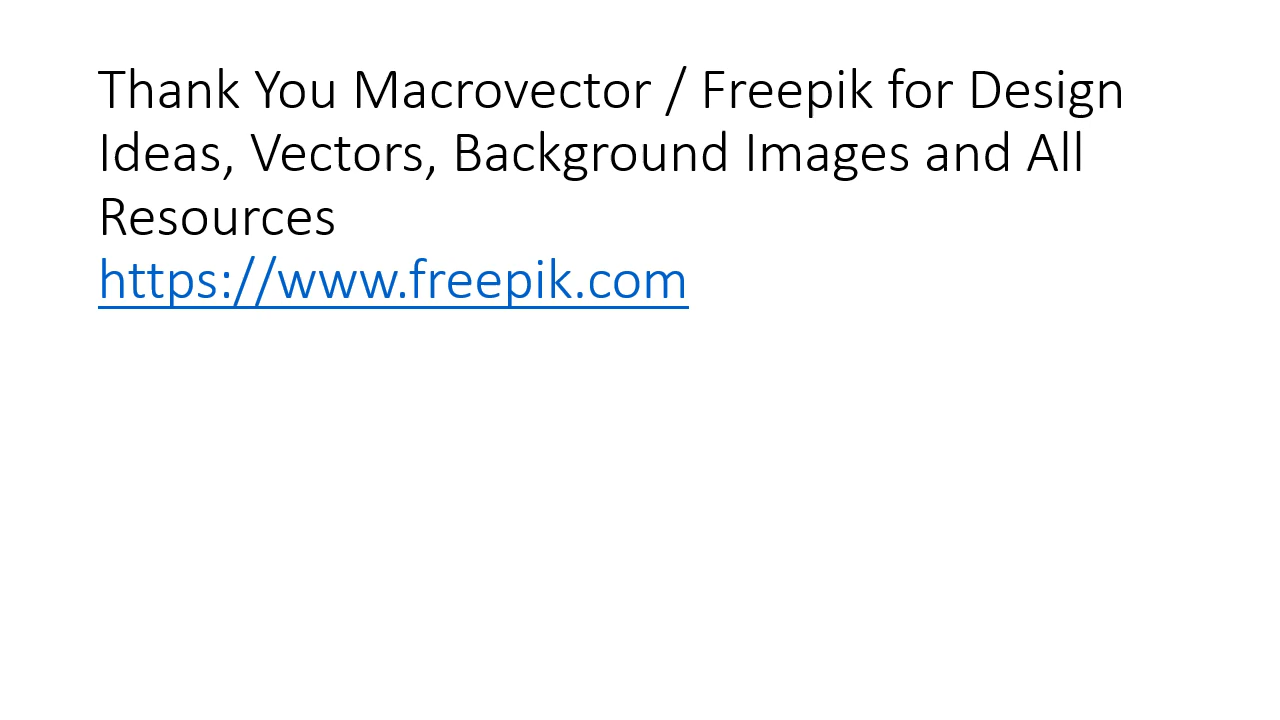 Thank You Macrovector / Freepik for Design
Ideas, Vectors, Background Images and All
Resources
https://www.freepik.com